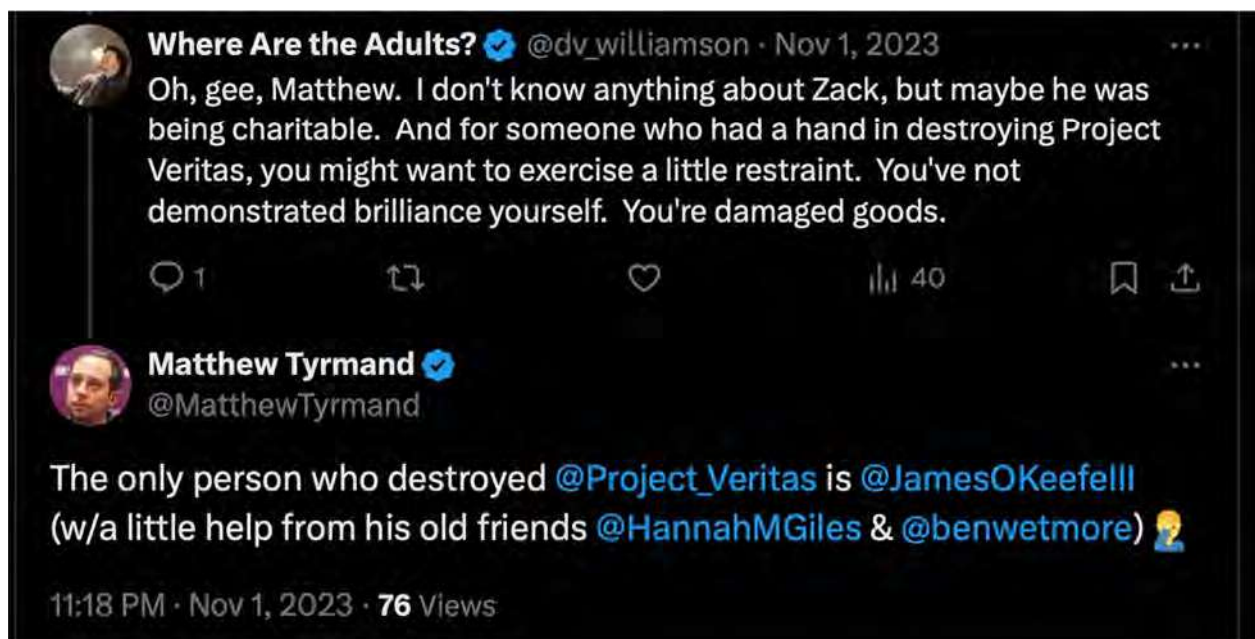 Where Are the Adults? @dv_williamson · Nov 1, 2023
Oh, gee, Matthew. I don't know anything about Zack, but maybe he was
being charitable. And for someone who had a hand in destroying Project
Veritas, you might want to exercise a little restraint. You've not
demonstrated brilliance yourself. You're damaged goods.
1 40
Matthew Tyrmand
@MatthewTyrmand
The only person who destroyed @Project_Veritas is @JamesOKeefeIII
(w/a little help from his old friends @HannahMGiles & @benwetmore) 🤦‍♂️
11:18 PM · Nov 1, 2023 · 76 Views